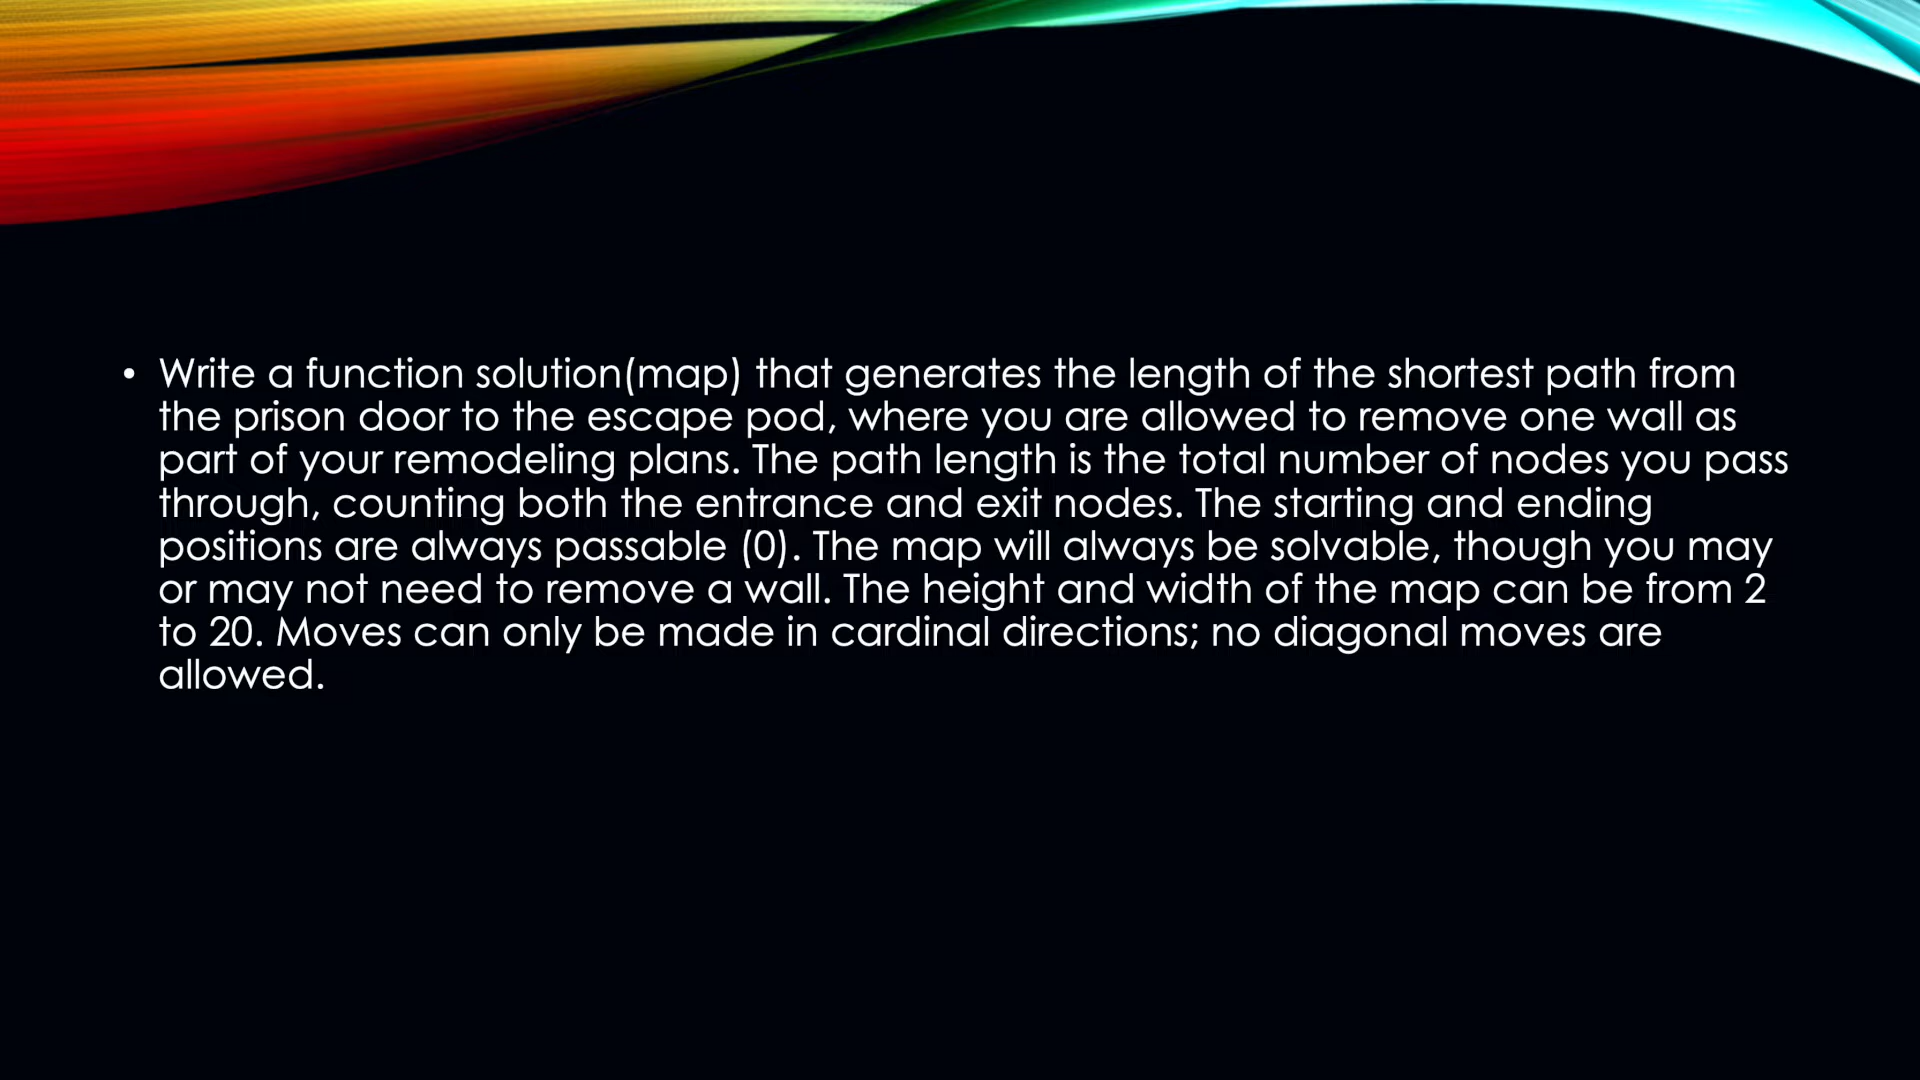 • Write a function solution(map) that generates the length of the shortest path from
the prison door to the escape pod, where you are allowed to remove one wall as
part of your remodeling plans. The path length is the total number of nodes you pass
through, counting both the entrance and exit nodes. The starting and ending
positions are always passable (0). The map will always be solvable, though you may
or may not need to remove a wall. The height and width of the map can be from 2
to 20. Moves can only be made in cardinal directions; no diagonal moves are
allowed.